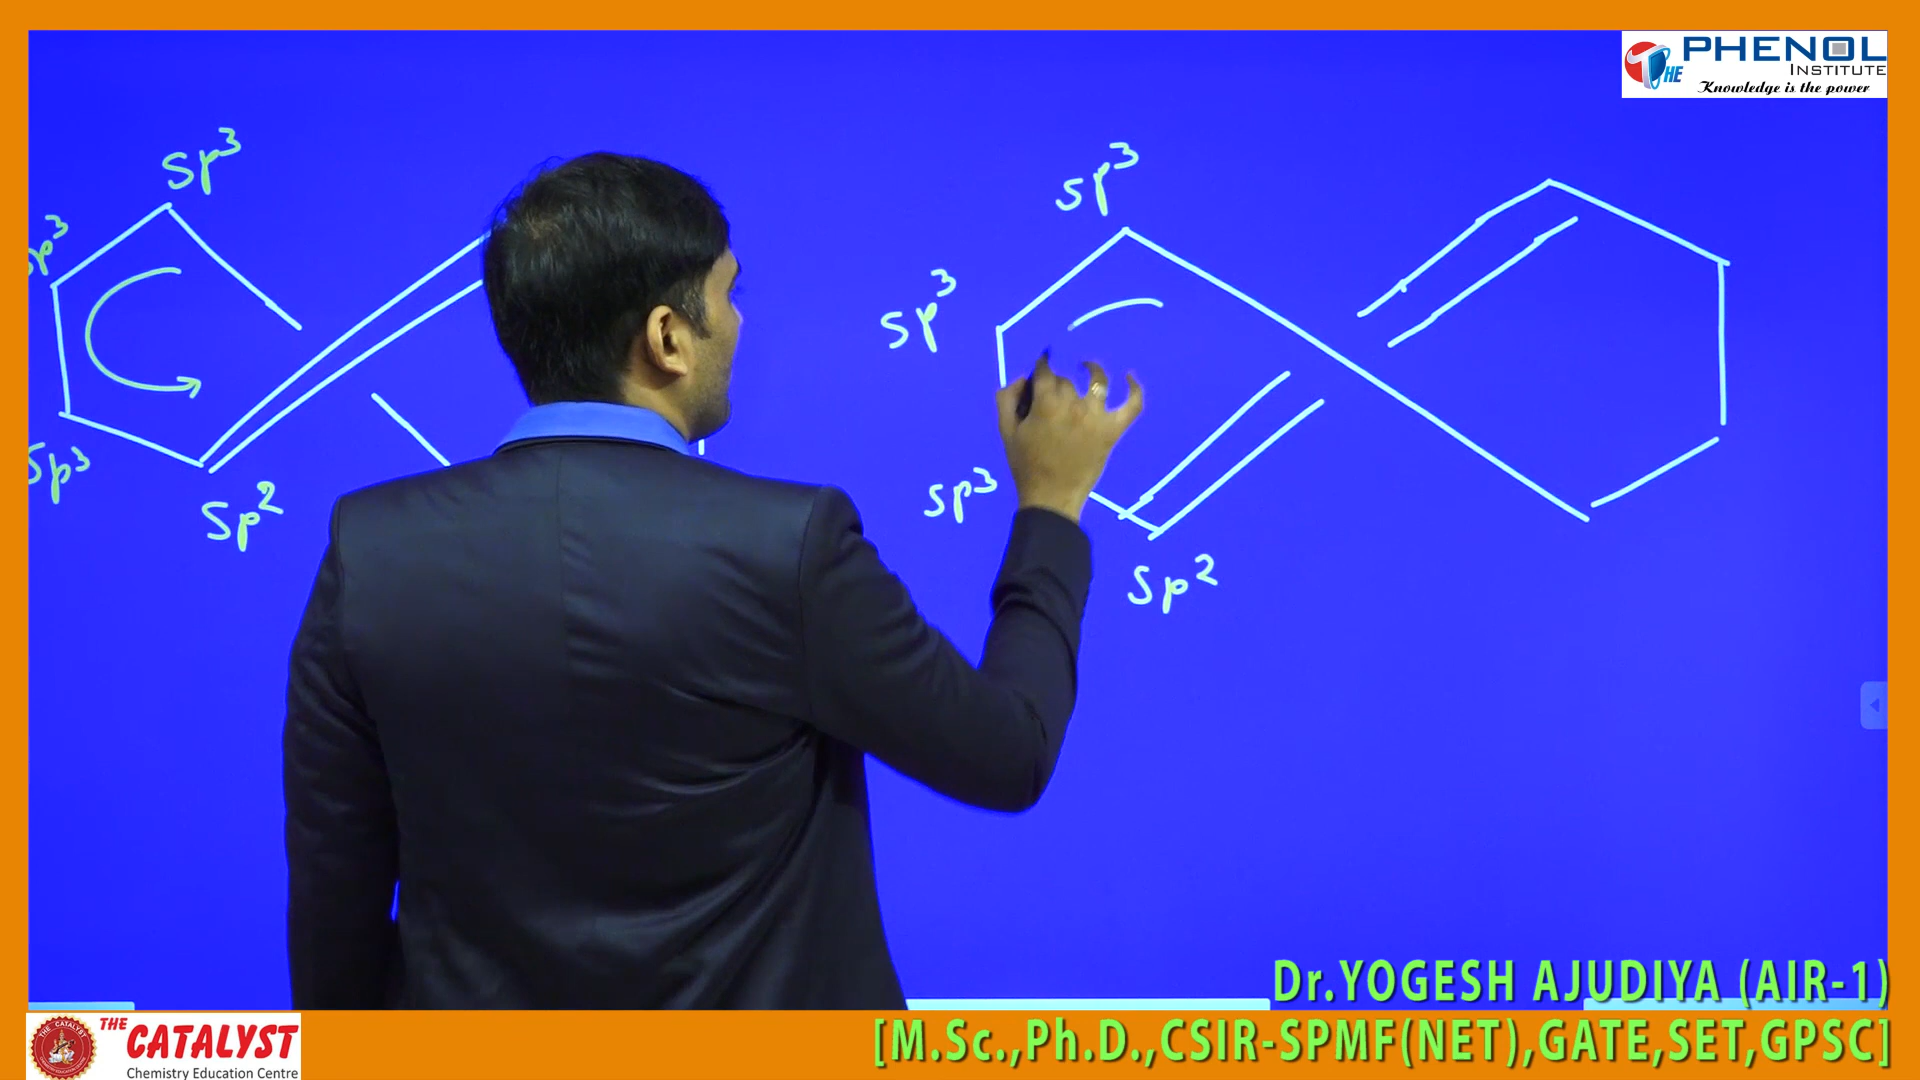 THE PHENOL
INSTITUTE
Knowledge is the power
sp³
sp³
sp³
sp²
sp³
sp³
sp³
sp²
Dr.YOGESH AJUDIYA (AIR-1)
[M.Sc.,Ph.D.,CSIR-SPMF(NET),GATE,SET,GPSC]
THE CATALYST
Chemistry Education Centre